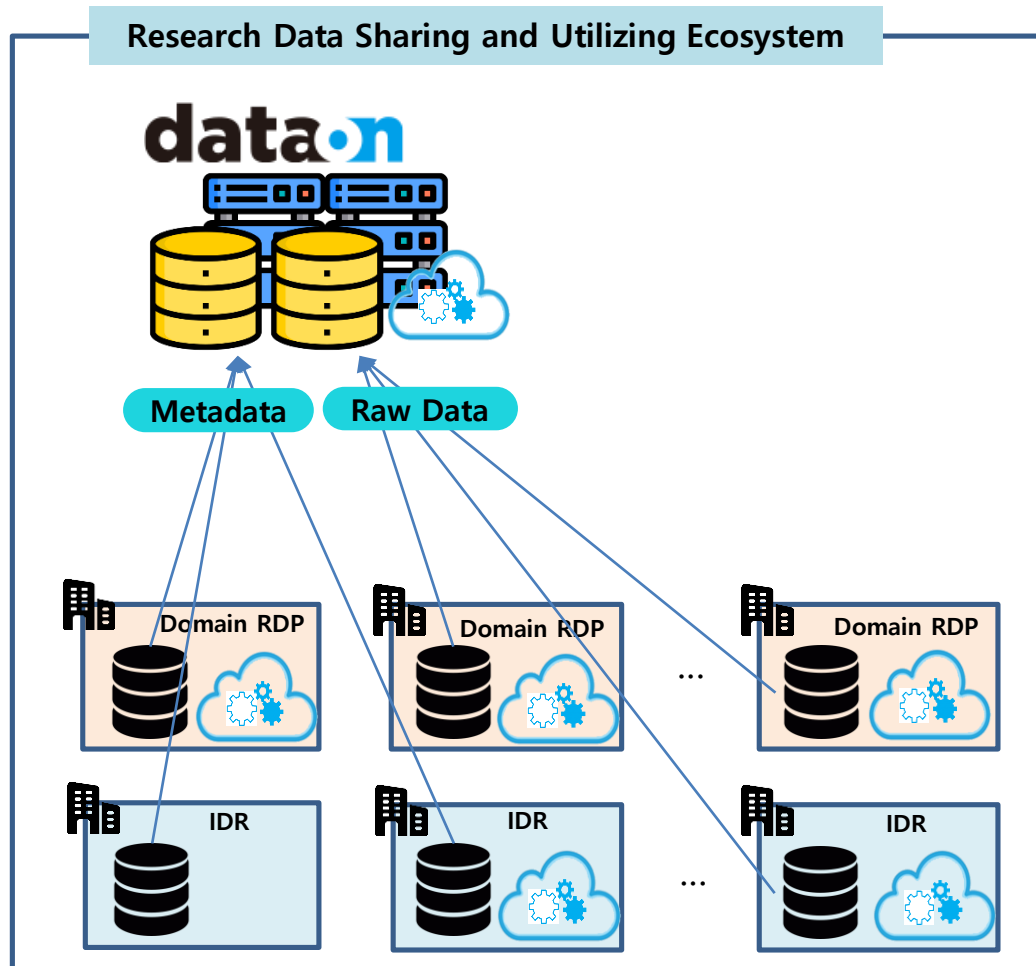 Research Data Sharing and Utilizing Ecosystem
dataon
Metadata
Raw Data
Domain RDP
Domain RDP
Domain RDP
...
IDR
IDR
IDR
...